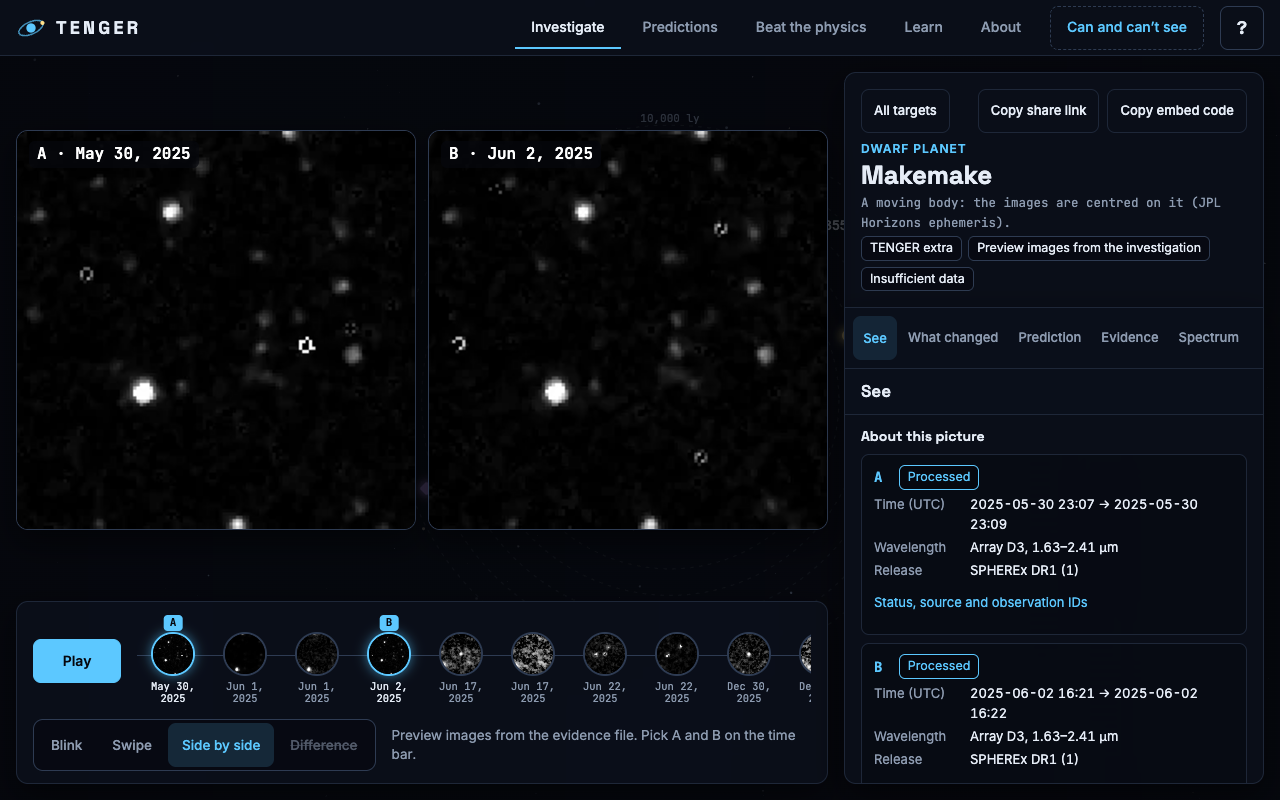 TENGER
Investigate
Predictions
Beat the physics
Learn
About
Can and can't see
?
10,000 ly
A · May 30, 2025
B · Jun 2, 2025
All targets
Copy share link
Copy embed code
DWARF PLANET
Makemake
A moving body: the images are centred on it (JPL
Horizons ephemeris).
TENGER extra
Preview images from the investigation
Insufficient data
See
What changed
Prediction
Evidence
Spectrum
See
About this picture
A
Processed
Time (UTC)
2025-05-30 23:07 → 2025-05-30
23:09
Wavelength
Array D3, 1.63–2.41 µm
Release
SPHEREx DR1 (1)
Status, source and observation IDs
B
Processed
Time (UTC)
2025-06-02 16:21 → 2025-06-02
16:22
Wavelength
Array D3, 1.63–2.41 µm
Release
SPHEREx DR1 (1)
Play
A
B
May 30,
2025
Jun 1,
2025
Jun 1,
2025
Jun 2,
2025
Jun 17,
2025
Jun 17,
2025
Jun 22,
2025
Jun 22,
2025
Dec 30,
2025
Blink
Swipe
Side by side
Difference
Preview images from the evidence file. Pick A and B on the time
bar.